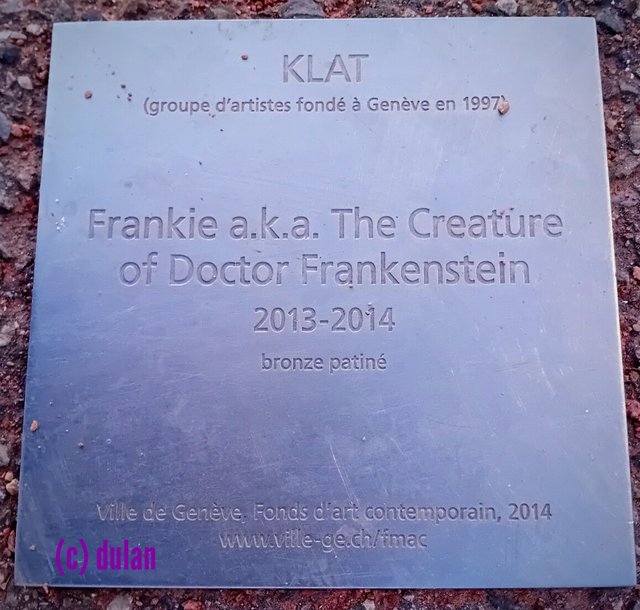 KLAT
(groupe d'artistes fondé à Genève en 1997)
Frankie a.k.a. The Creature
of Doctor Frankenstein
2013-2014
bronze patiné
Ville de Genève, Fonds d'art contemporain, 2014
www.ville-ge.ch/fmac
(c) dulan